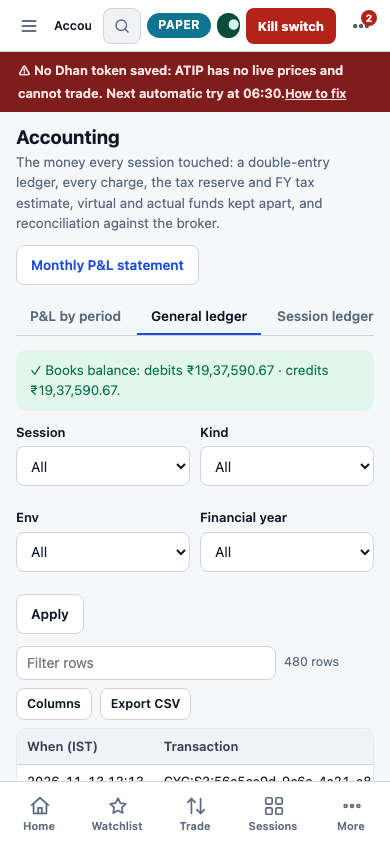 Accou
PAPER
Kill switch
2
⚠ No Dhan token saved: ATIP has no live prices and
cannot trade. Next automatic try at 06:30. How to fix
Accounting
The money every session touched: a double-entry
ledger, every charge, the tax reserve and FY tax
estimate, virtual and actual funds kept apart, and
reconciliation against the broker.
Monthly P&L statement
P&L by period
General ledger
Session ledger
✓ Books balance: debits ₹19,37,590.67 · credits
₹19,37,590.67.
Session
Kind
All
All
Env
Financial year
All
All
Apply
Filter rows
480 rows
Columns
Export CSV
When (IST)
Transaction
Home
Watchlist
Trade
Sessions
More